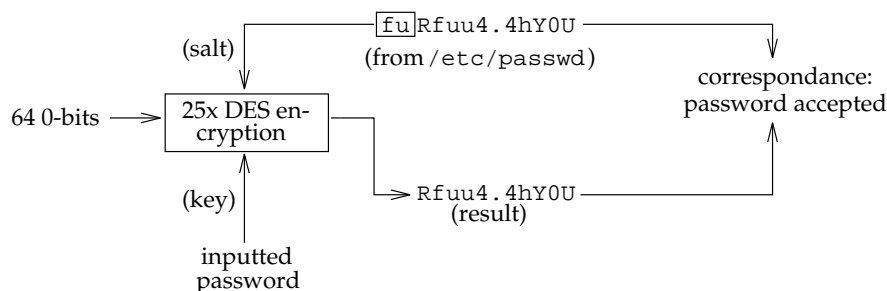 fuRfuu4.4hY0U
(salt)
(from /etc/passwd)
correspondance:
password accepted
64 0-bits
25x DES en-
cryption
(key)
Rfuu4.4hY0U
(result)
inputted
password